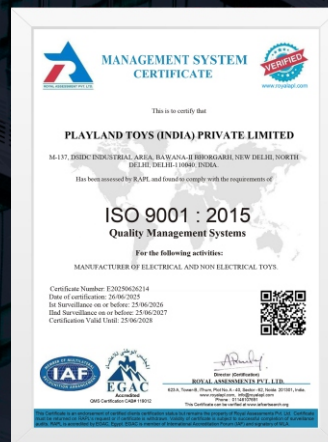 MANAGEMENT SYSTEM
CERTIFICATE
VERIFIED
ROYAL ASSESSMENTS PVT. LTD.
www.royalapl.com
This is to certify that
PLAYLAND TOYS (INDIA) PRIVATE LIMITED
M-137, DSIDC INDUSTRIAL AREA, BAWANA-II BHORGARH, NEW DELHI, NORTH
DELHI, DELHI-110040, INDIA.
Has been assessed by RAPL and found to comply with the requirements of
ISO 9001 : 2015
Quality Management Systems
For the following activities:
MANUFACTURER OF ELECTRICAL AND NON ELECTRICAL TOYS.
Certificate Number: E20250626214
Date of certification: 26/06/2025
Ist Surveillance on or before: 25/06/2026
IInd Surveillance on or before: 25/06/2027
Certification Valid Until: 25/06/2028
IAF
EGAC
Accredited
QMS Certification CAB# 118012
Director (Certification)
ROYAL ASSESSMENTS PVT. LTD.